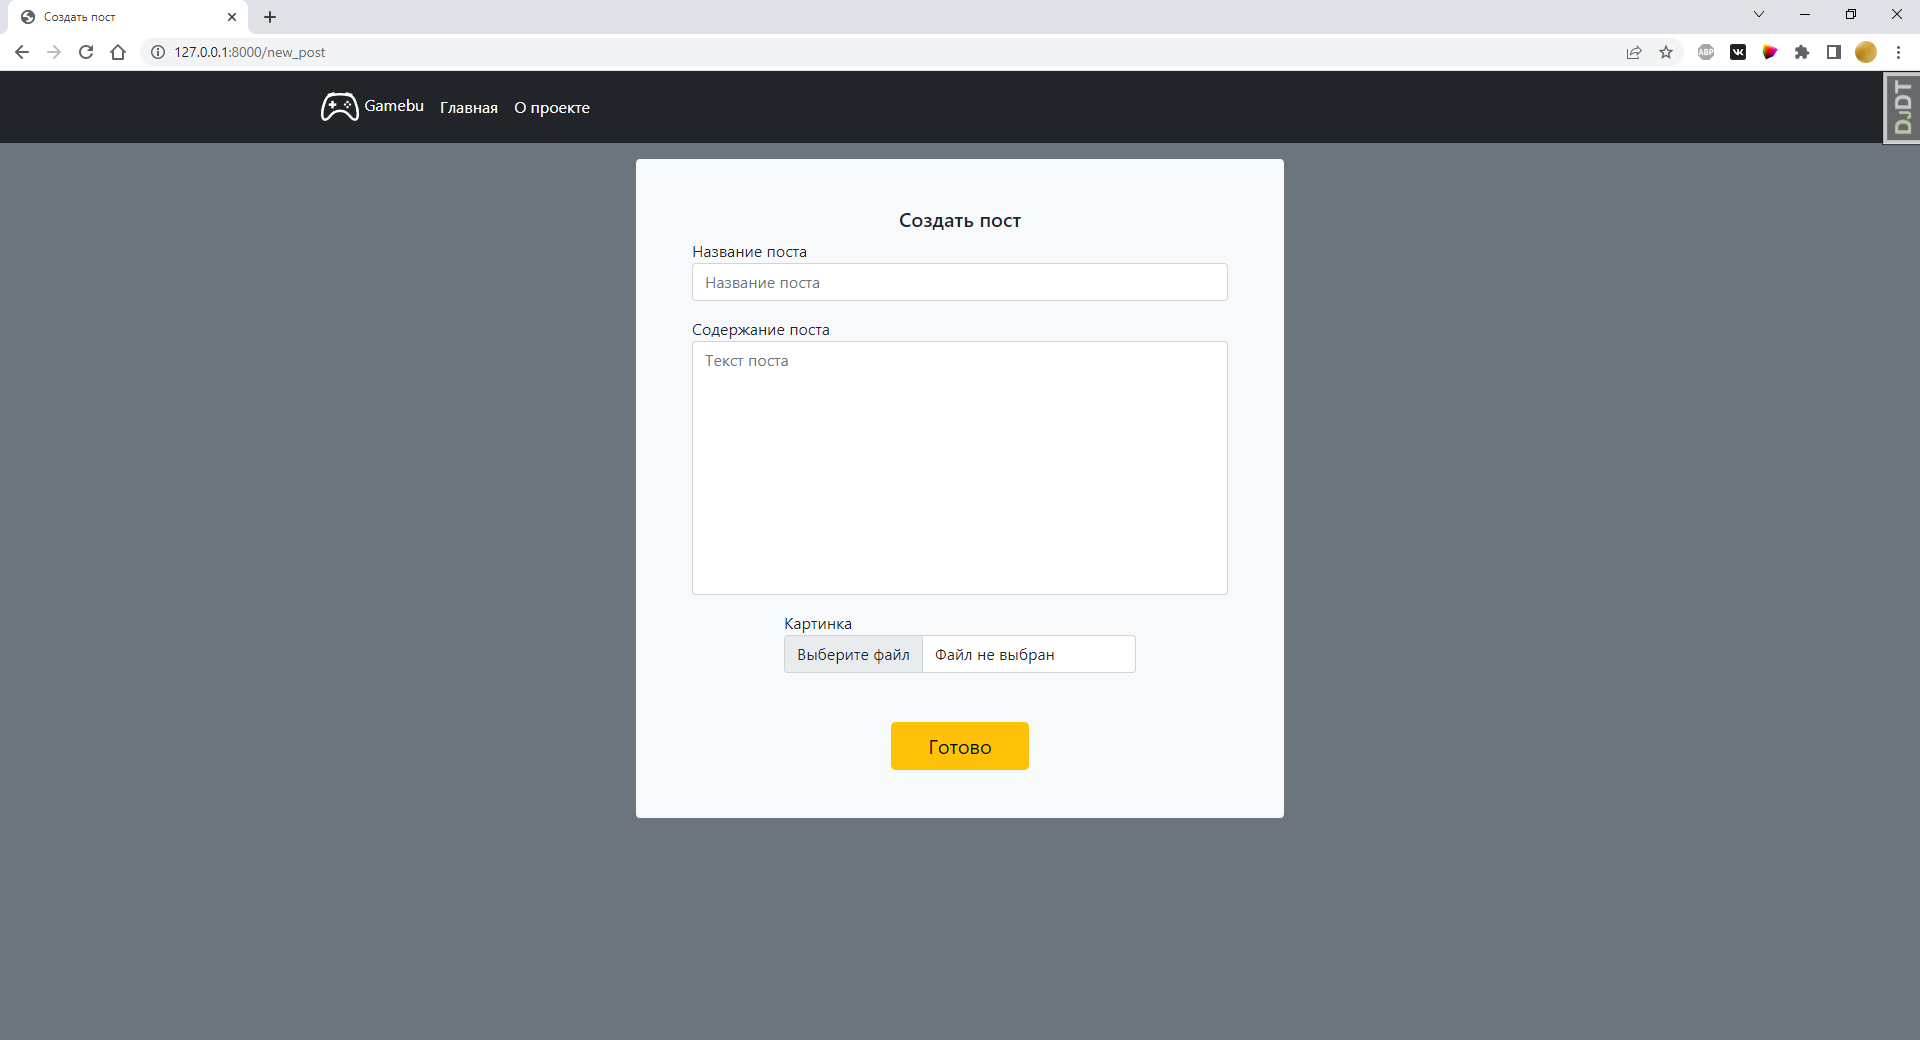 Создать пост
127.0.0.1:8000/new_post
ABP
Gamebu Главная О проекте
DJDT
Создать пост
Название поста
Название поста
Содержание поста
Текст поста
Картинка
Выберите файл Файл не выбран
Готово